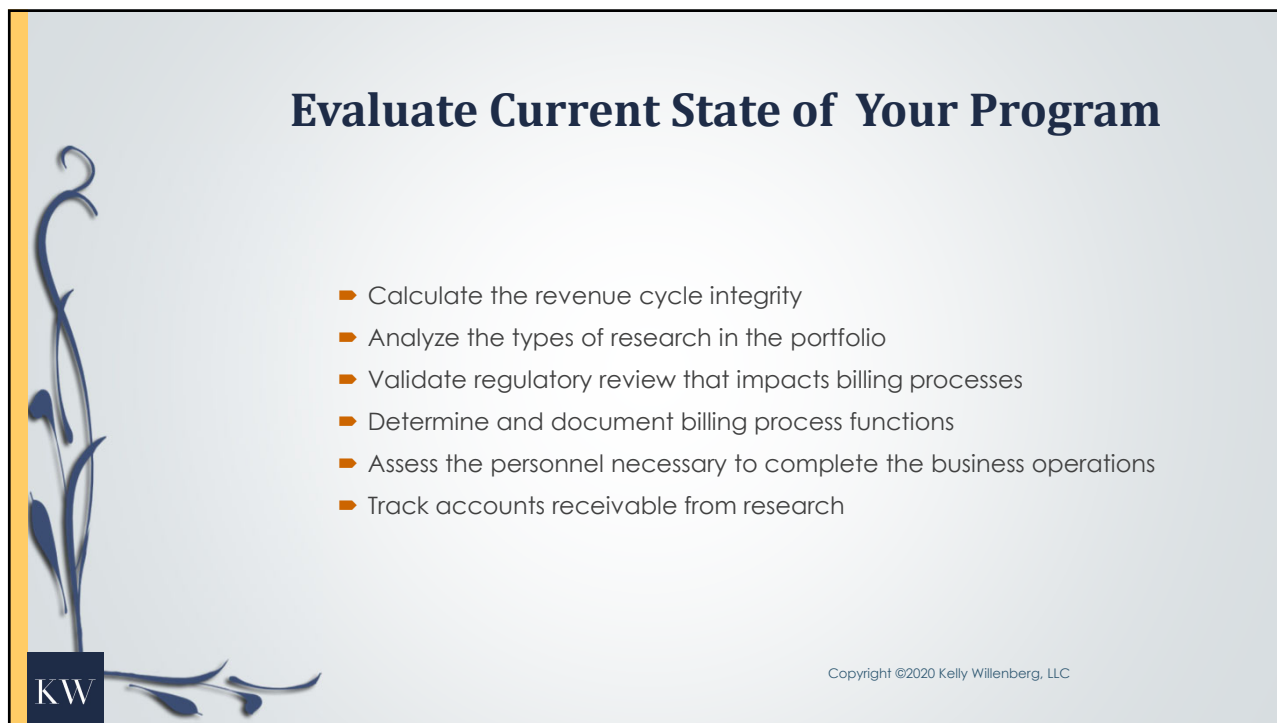 Evaluate Current State of  Your Program
Calculate the revenue cycle integrity
Analyze the types of research in the portfolio
Validate regulatory review that impacts billing processes
Determine and document billing process functions
Assess the personnel necessary to complete the business operations
Track accounts receivable from research
Copyright ©2020 Kelly Willenberg, LLC
KW